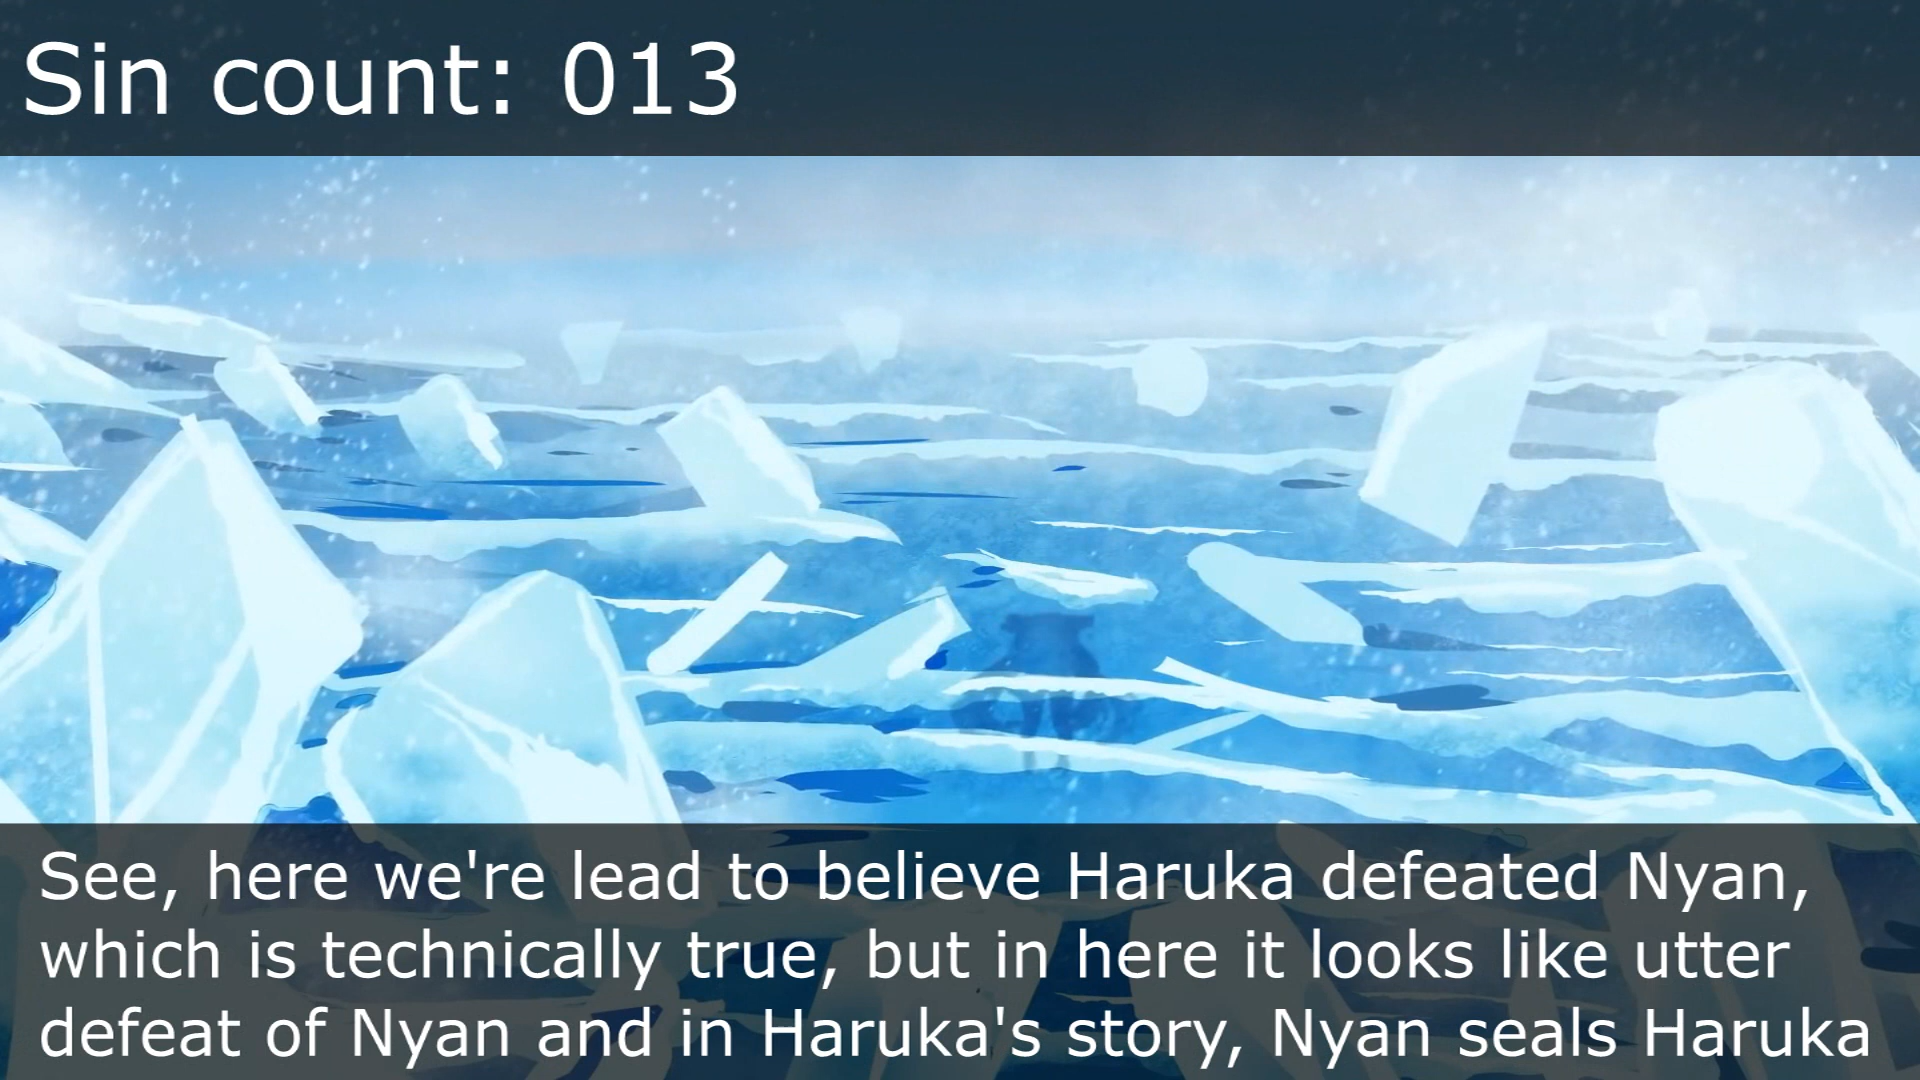 Sin count: 013
See, here we're lead to believe Haruka defeated Nyan,
which is technically true, but in here it looks like utter
defeat of Nyan and in Haruka's story, Nyan seals Haruka